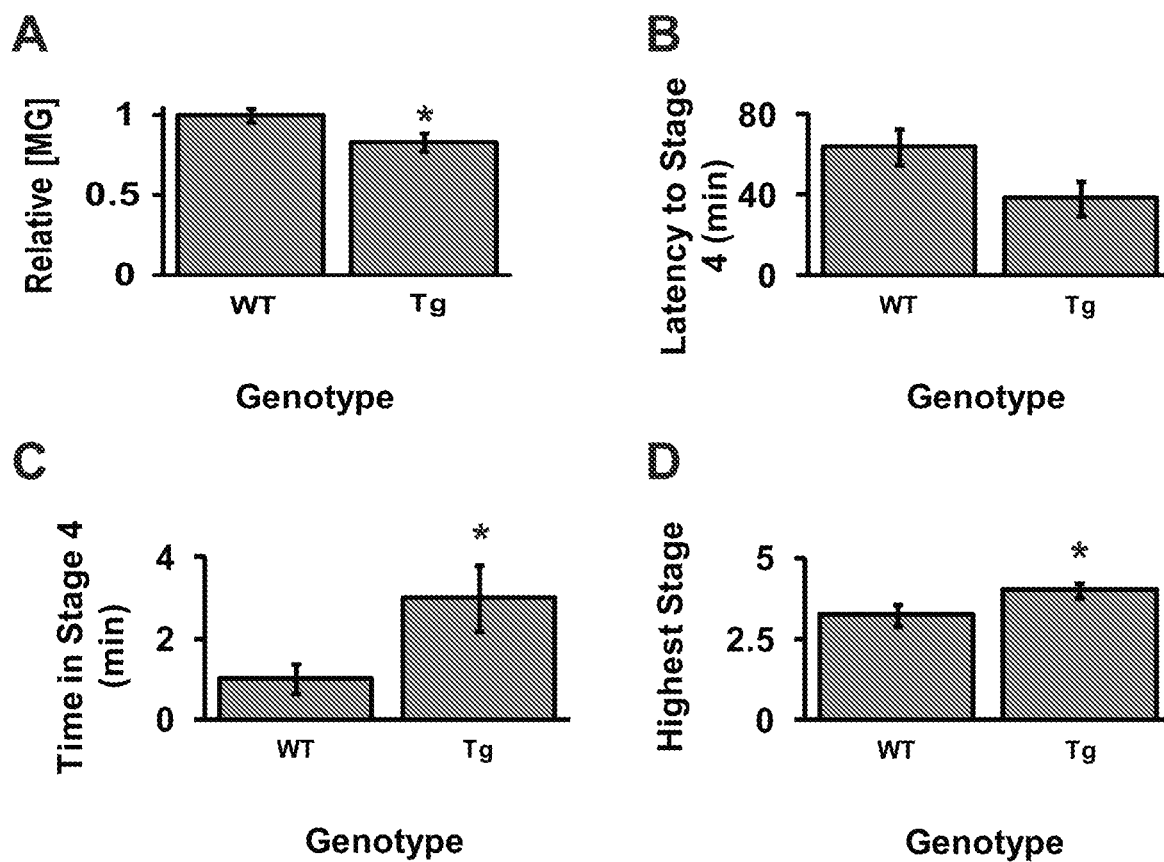 A
Relative [MG]
1
0.5
0
*
WT
Tg
Genotype
B
Latency to Stage
4 (min)
80
40
0
WT
Tg
Genotype
C
Time in Stage 4
(min)
4
2
0
*
WT
Tg
Genotype
D
Highest Stage
5
2.5
0
*
WT
Tg
Genotype